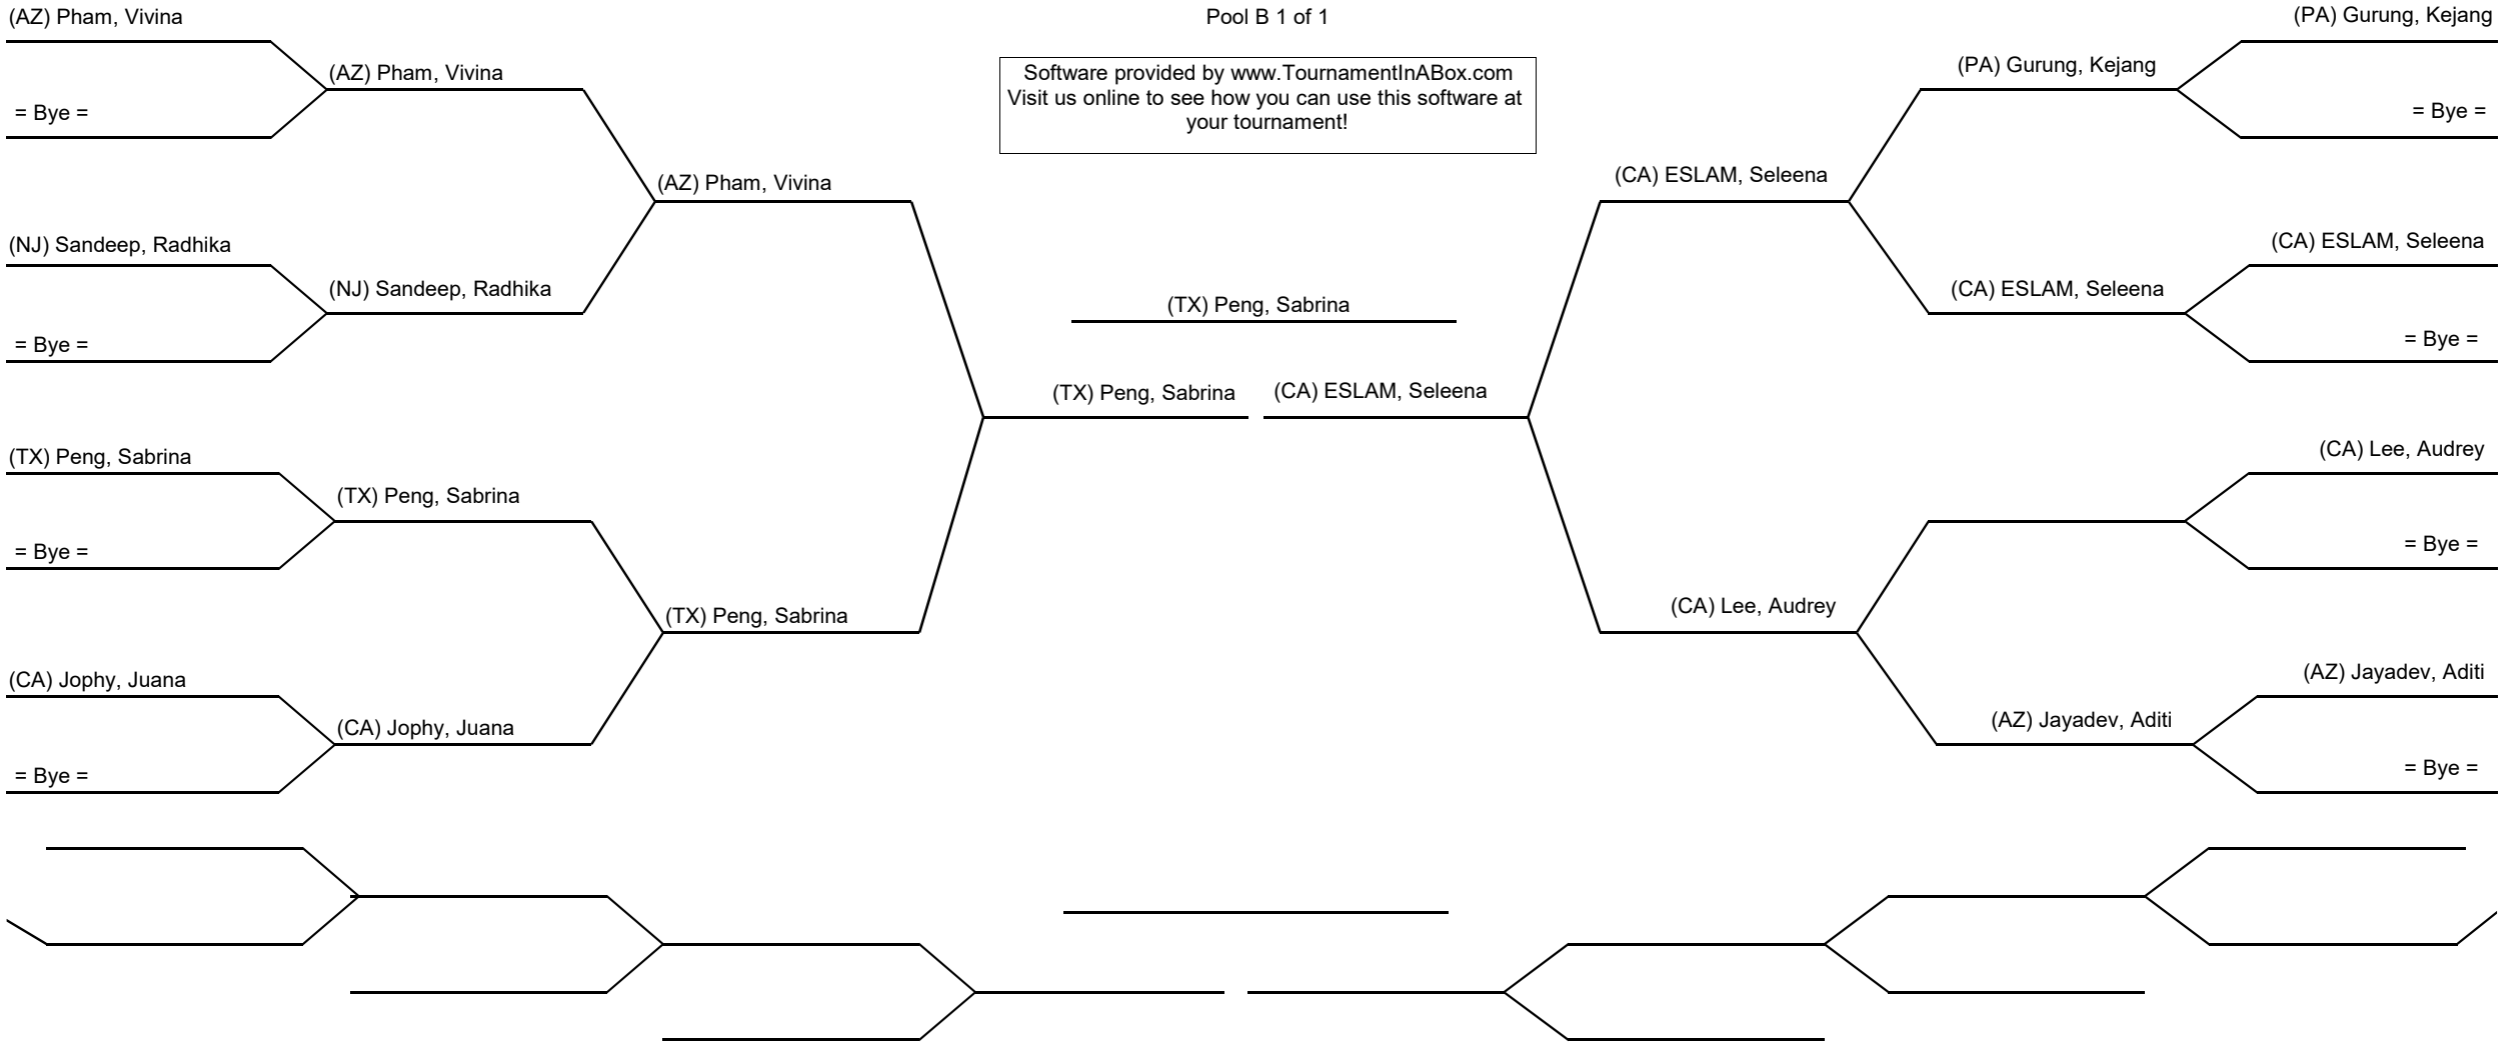 (AZ) Pham, Vivina
Pool B 1 of 1
(PA) Gurung, Kejang
Software provided by www.TournamentInABox.com
Visit us online to see how you can use this software at
your tournament!
(AZ) Pham, Vivina
(PA) Gurung, Kejang
= Bye =
= Bye =
(AZ) Pham, Vivina
(CA) ESLAM, Seleena
(NJ) Sandeep, Radhika
(CA) ESLAM, Seleena
(NJ) Sandeep, Radhika
(CA) ESLAM, Seleena
(TX) Peng, Sabrina
= Bye =
= Bye =
(TX) Peng, Sabrina
(CA) ESLAM, Seleena
(TX) Peng, Sabrina
(CA) Lee, Audrey
(TX) Peng, Sabrina
= Bye =
= Bye =
(TX) Peng, Sabrina
(CA) Lee, Audrey
(CA) Jophy, Juana
(AZ) Jayadev, Aditi
(CA) Jophy, Juana
(AZ) Jayadev, Aditi
= Bye =
= Bye =